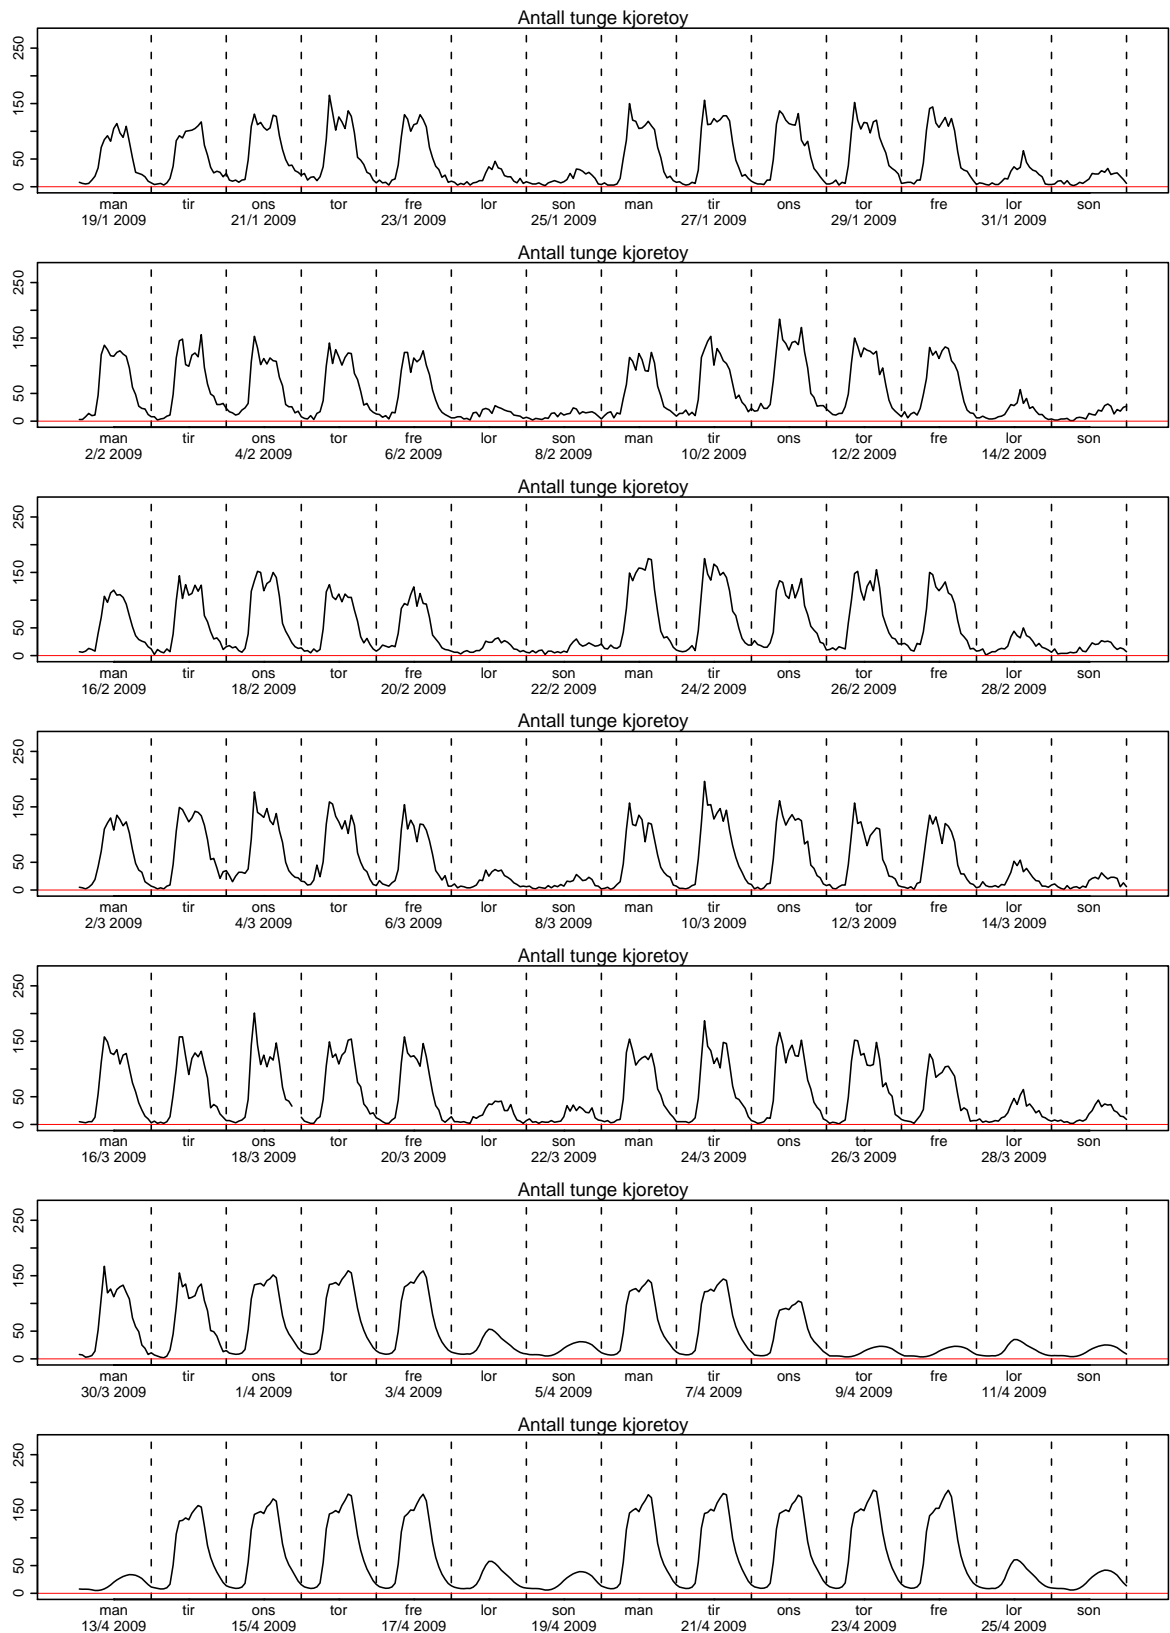 Antall tunge kjoretoy
250
150
50
0
man tir ons tor fre lor son man tir ons tor fre lor son
19/1 2009 21/1 2009 23/1 2009 25/1 2009 27/1 2009 29/1 2009 31/1 2009
Antall tunge kjoretoy
250
150
50
0
man tir ons tor fre lor son man tir ons tor fre lor son
2/2 2009 4/2 2009 6/2 2009 8/2 2009 10/2 2009 12/2 2009 14/2 2009
Antall tunge kjoretoy
250
150
50
0
man tir ons tor fre lor son man tir ons tor fre lor son
16/2 2009 18/2 2009 20/2 2009 22/2 2009 24/2 2009 26/2 2009 28/2 2009
Antall tunge kjoretoy
250
150
50
0
man tir ons tor fre lor son man tir ons tor fre lor son
2/3 2009 4/3 2009 6/3 2009 8/3 2009 10/3 2009 12/3 2009 14/3 2009
Antall tunge kjoretoy
250
150
50
0
man tir ons tor fre lor son man tir ons tor fre lor son
16/3 2009 18/3 2009 20/3 2009 22/3 2009 24/3 2009 26/3 2009 28/3 2009
Antall tunge kjoretoy
250
150
50
0
man tir ons tor fre lor son man tir ons tor fre lor son
30/3 2009 1/4 2009 3/4 2009 5/4 2009 7/4 2009 9/4 2009 11/4 2009
Antall tunge kjoretoy
250
150
50
0
man tir ons tor fre lor son man tir ons tor fre lor son
13/4 2009 15/4 2009 17/4 2009 19/4 2009 21/4 2009 23/4 2009 25/4 2009